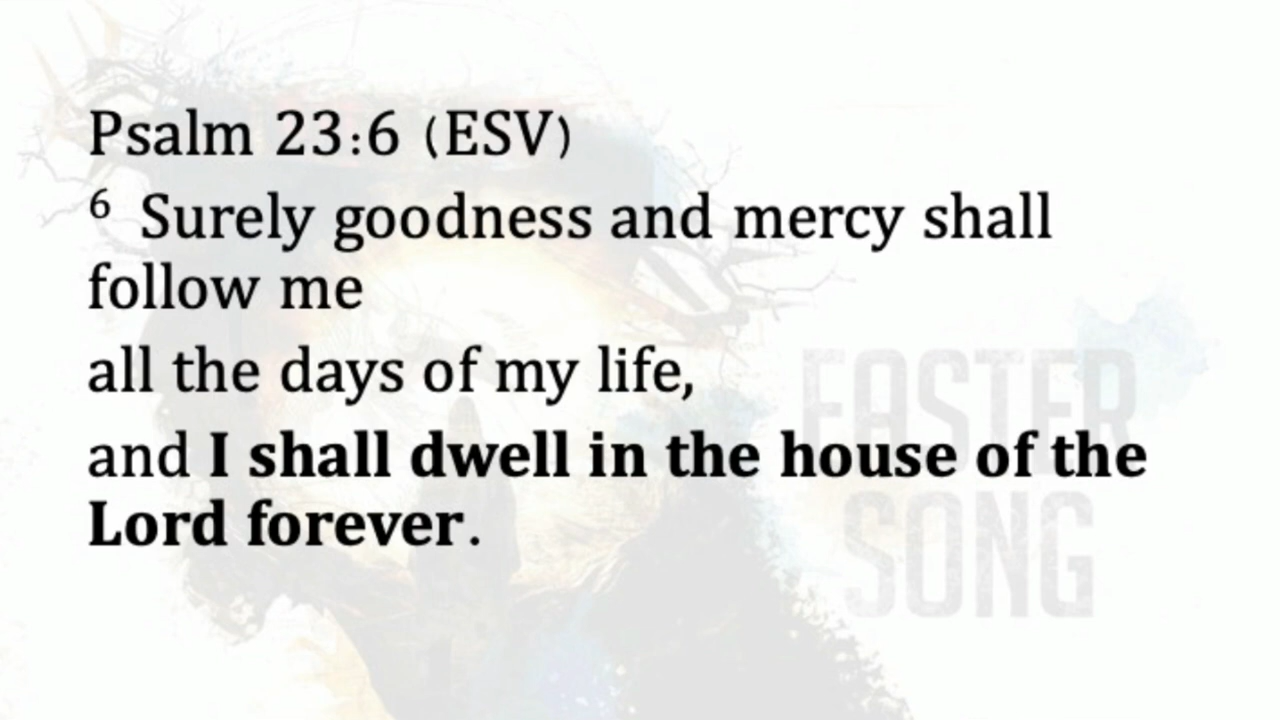 Psalm 23:6 (ESV)
6 Surely goodness and mercy shall
follow me
all the days of my life,
and I shall dwell in the house of the
Lord forever.
EASTER
SONG